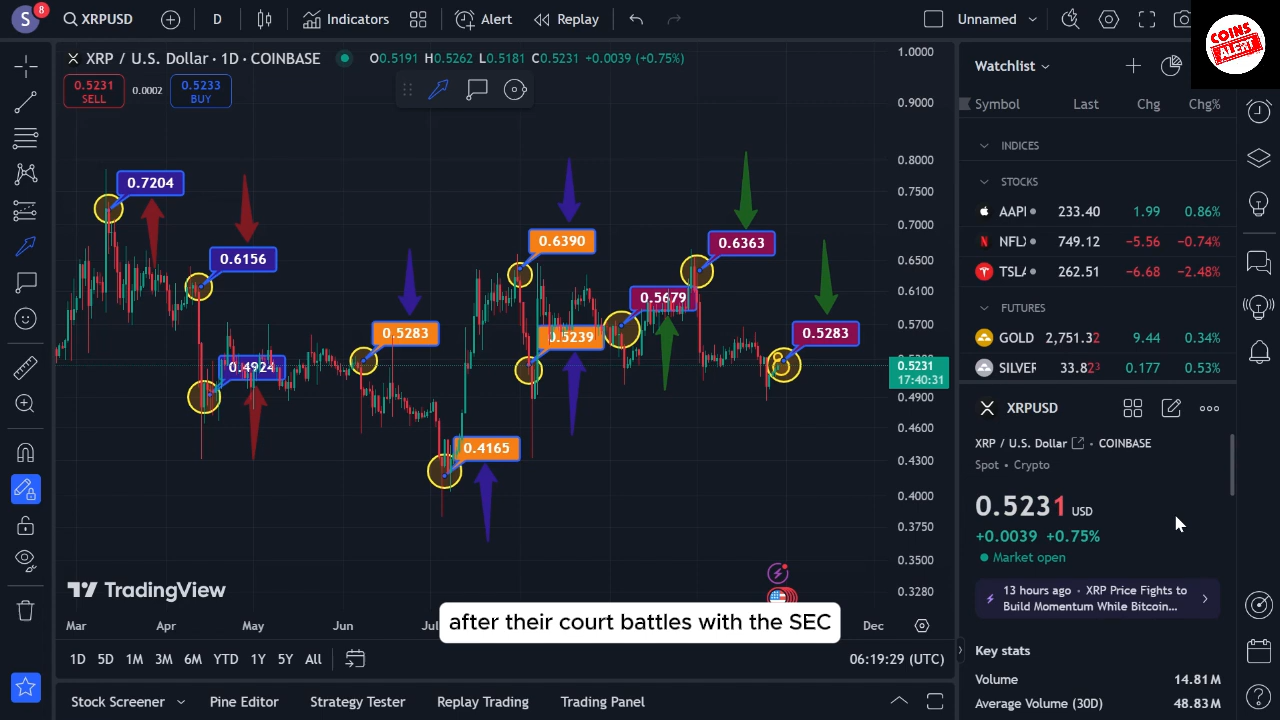 S
8
XRPUSD
D
Indicators
Alert
Replay
Unnamed
COINS
ALERT
XRP / U.S. Dollar · 1D · COINBASE
O0.5191 H0.5262 L0.5181 C0.5231 +0.0039 (+0.75%)
0.5231
SELL
0.0002
0.5233
BUY
0.7204
0.6156
0.4924
0.5283
0.4165
0.6390
0.5239
0.5679
0.6363
0.5283
1.0000
0.9000
0.8000
0.7500
0.7000
0.6500
0.6100
0.5700
0.5231
17:40:31
0.4900
0.4600
0.4300
0.4000
0.3750
0.3500
0.3280
TradingView
after their court battles with the SEC
Mar
Apr
May
Jun
Jul
Dec
1D
5D
1M
3M
6M
YTD
1Y
5Y
All
06:19:29 (UTC)
Stock Screener
Pine Editor
Strategy Tester
Replay Trading
Trading Panel
Watchlist
Symbol Last Chg Chg%
INDICES
STOCKS
AAPL 233.40 1.99 0.86%
NFLX 749.12 −5.56 −0.74%
TSLA 262.51 −6.68 −2.48%
FUTURES
GOLD 2,751.32 9.44 0.34%
SILVER 33.823 0.177 0.53%
XRPUSD
XRP / U.S. Dollar · COINBASE
Spot • Crypto
0.5231 USD
+0.0039 +0.75%
Market open
13 hours ago · XRP Price Fights to
Build Momentum While Bitcoin...
Key stats
Volume 14.81M
Average Volume (30D) 48.83M